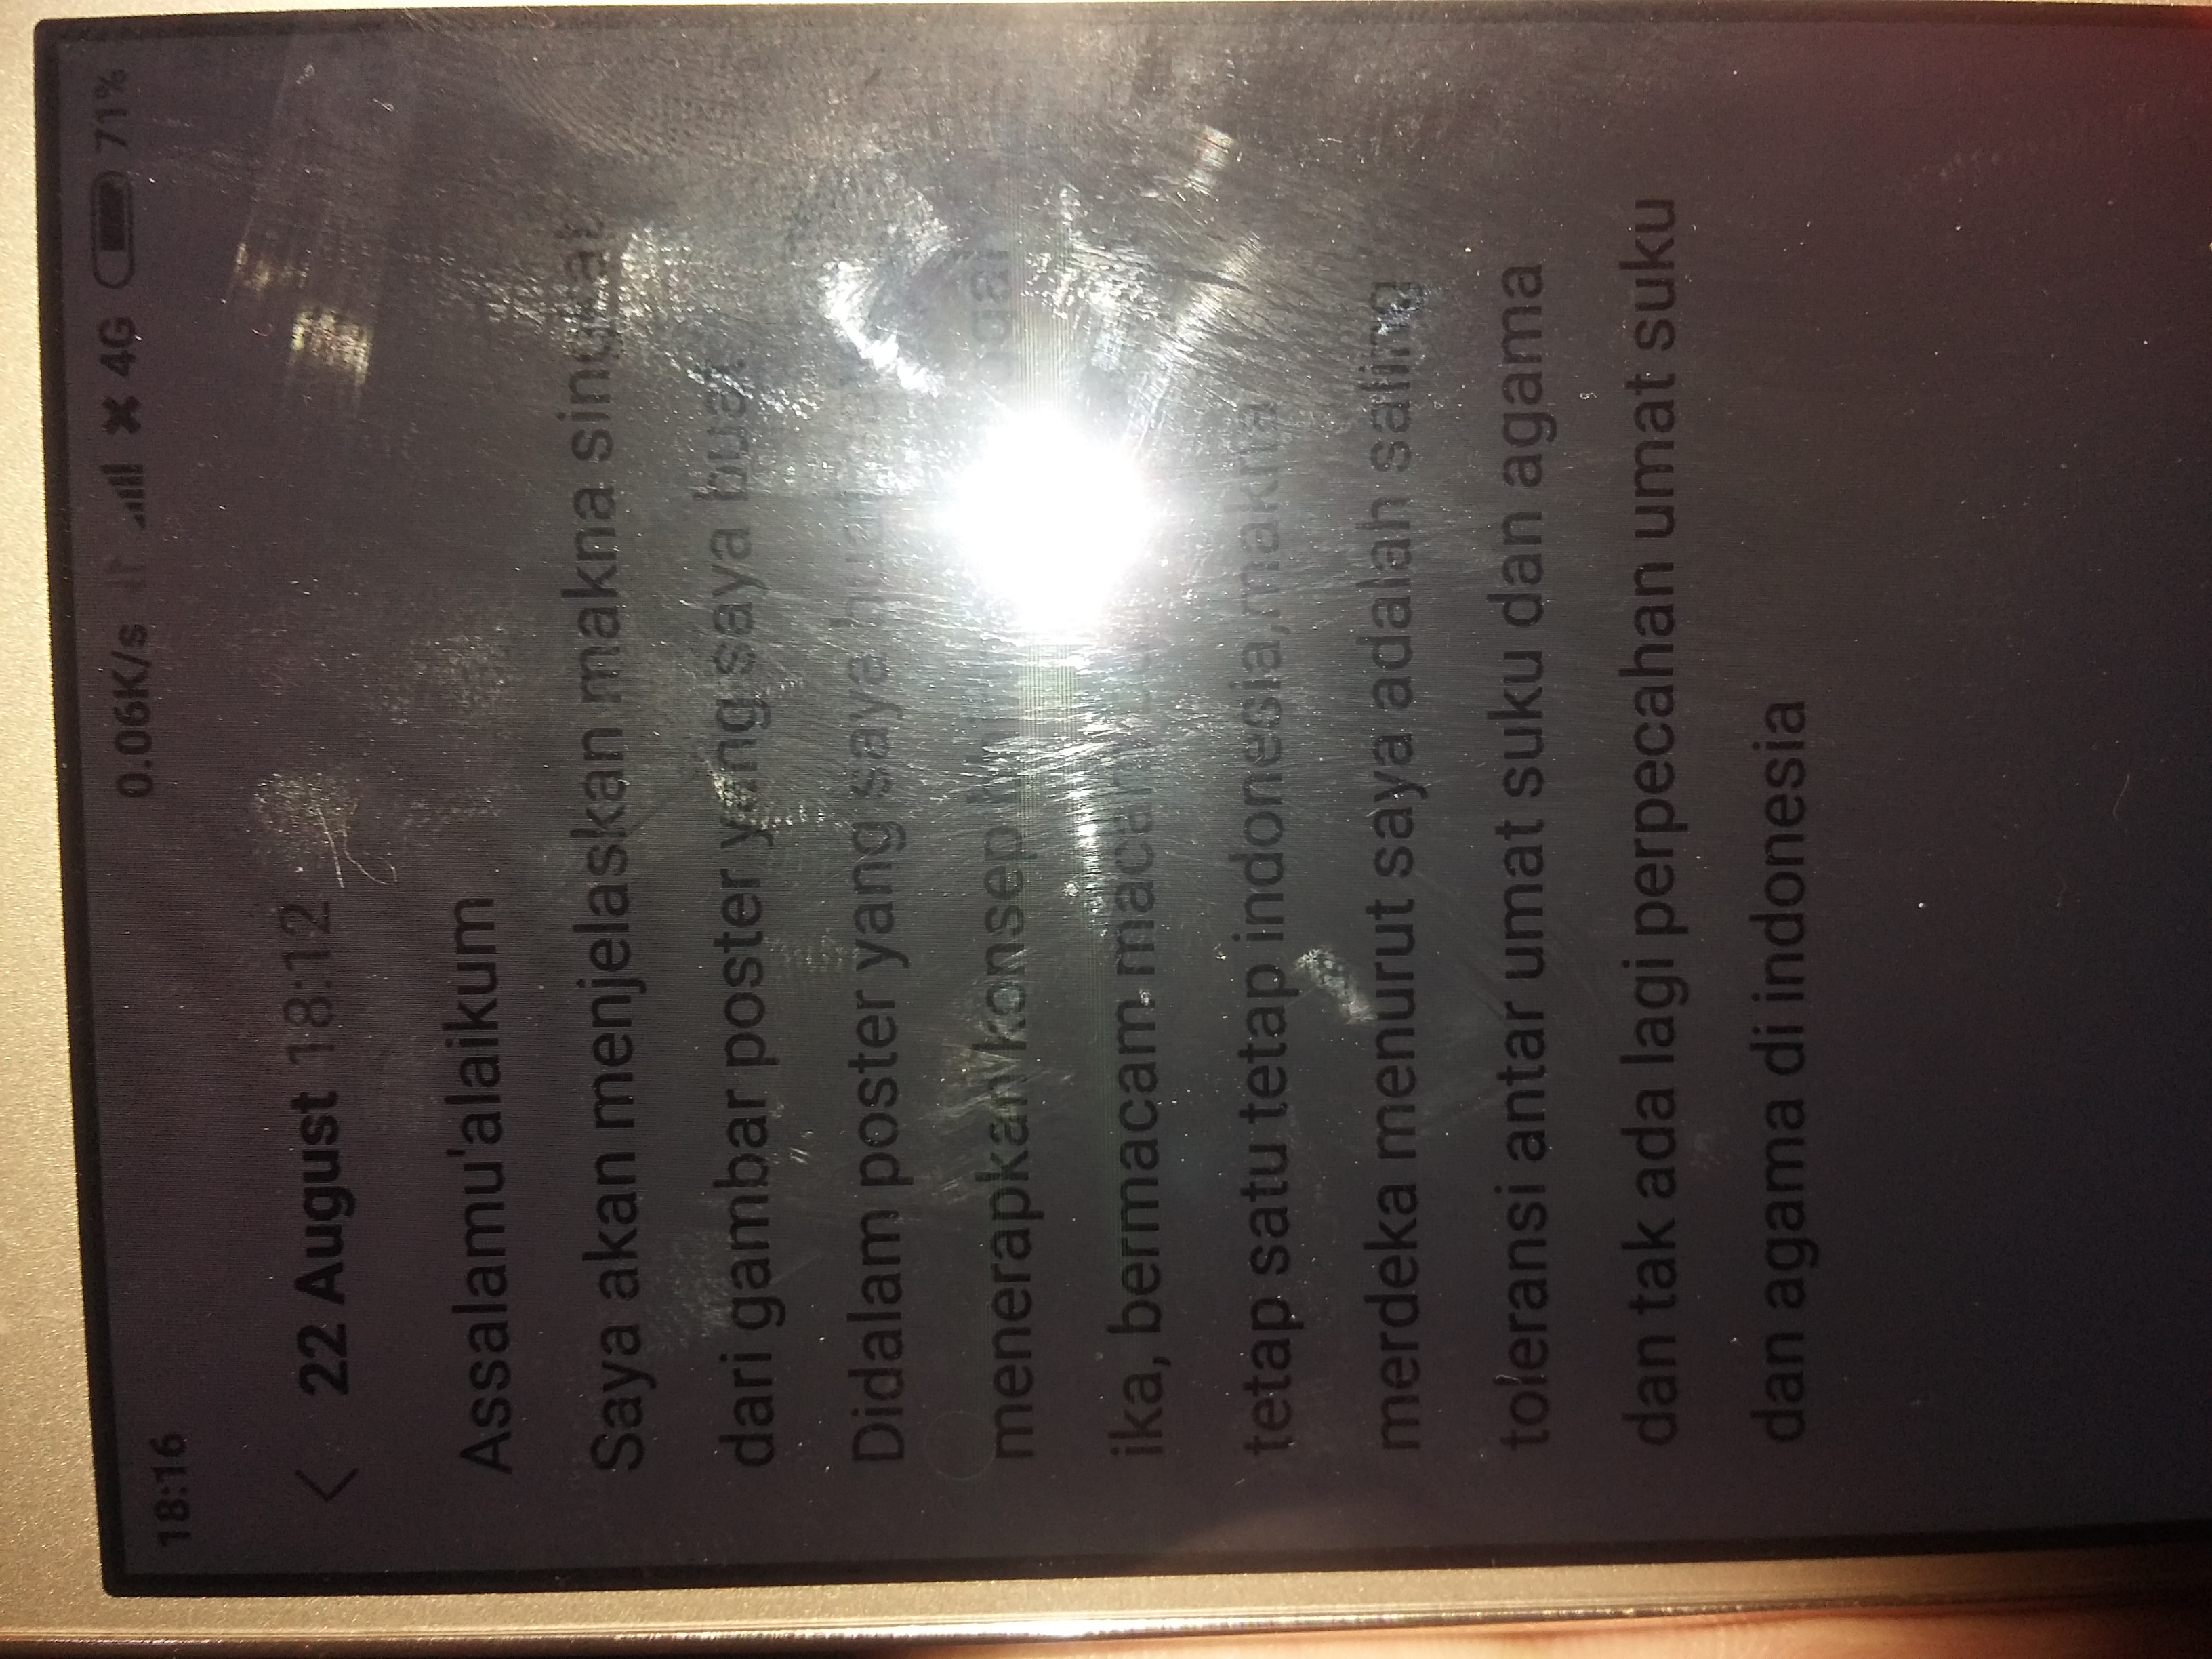 18:16 0.06K/s 4G 71%
22 August 18:12
Assalamu'alaikum
Saya akan menjelaskan makna singkat
dari gambar poster yang saya buat
Didalam poster yang saya buat
menerapkan konsep
ika, bermacam macam
tetap satu tetap indonesia,makna
merdeka menurut saya adalah saling
toleransi antar umat suku dan agama
dan tak ada lagi perpecahan umat suku
dan agama di indonesia